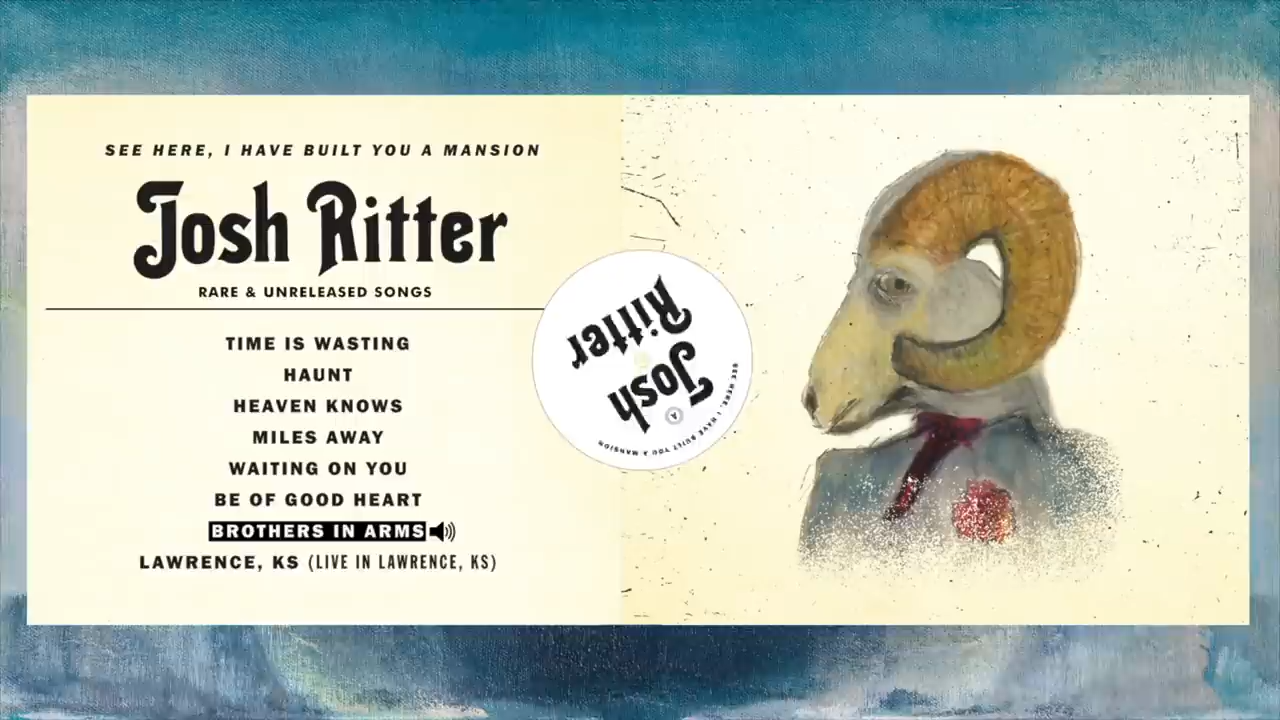 SEE HERE, I HAVE BUILT YOU A MANSION
Josh Ritter
RARE & UNRELEASED SONGS
TIME IS WASTING
HAUNT
HEAVEN KNOWS
MILES AWAY
WAITING ON YOU
BE OF GOOD HEART
BROTHERS IN ARMS
LAWRENCE, KS (LIVE IN LAWRENCE, KS)
Josh
Ritter
A
SEE HERE, I HAVE BUILT YOU A MANSION